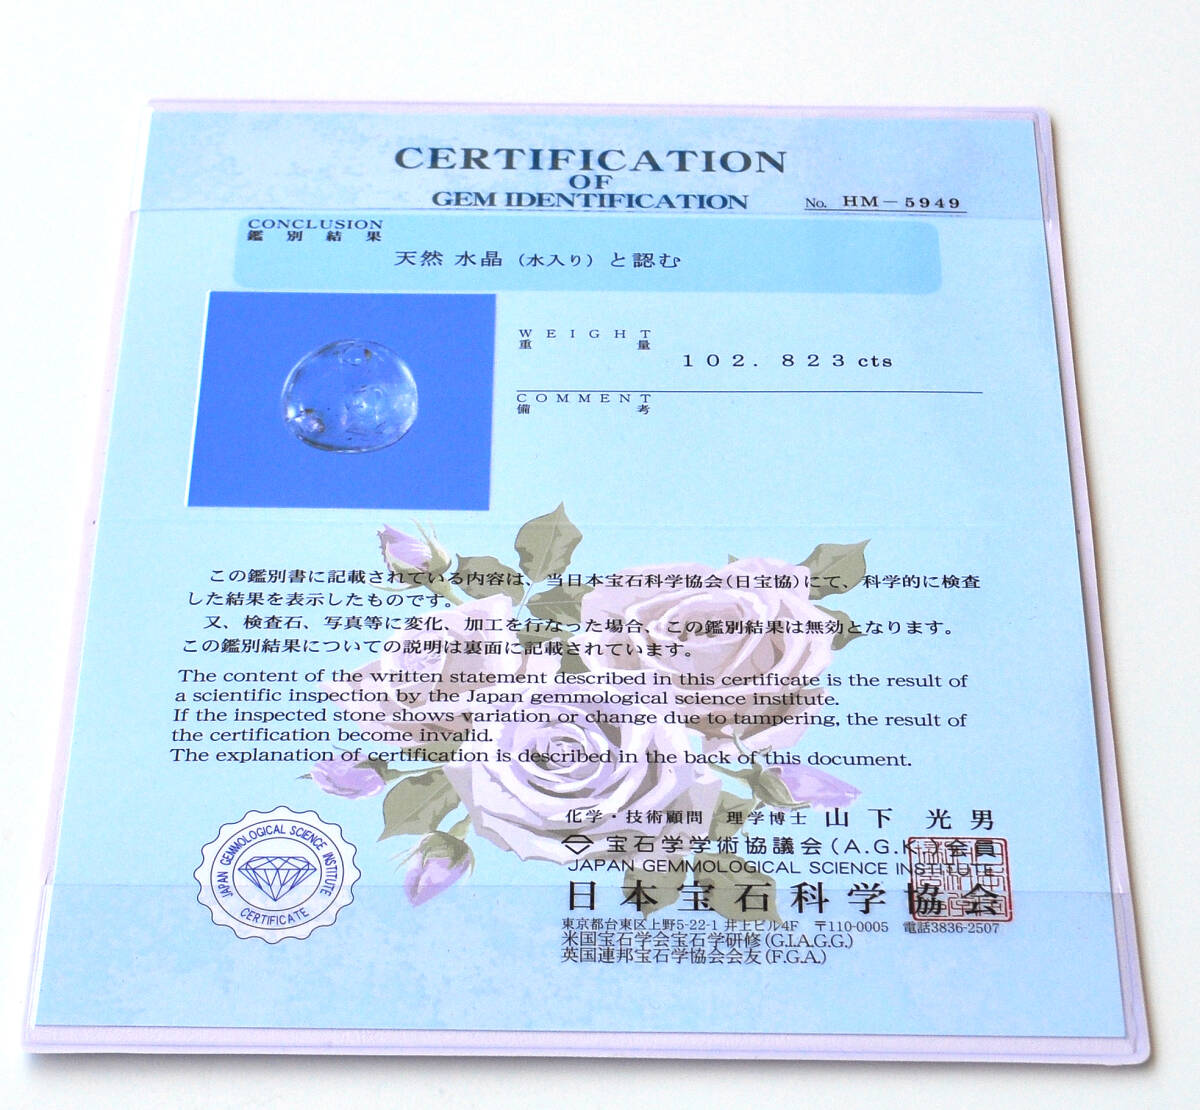 CERTIFICATION
OF
GEM IDENTIFICATION
No. HM-5949
CONCLUSION
鑑別結果
天然 水晶 (水入り) と認む
WEIGHT
重量
102.823 cts
COMMENT
備考
この鑑別書に記載されている内容は、当日本宝石科学協会(日宝協)にて、科学的に検査
した結果を表示したものです。
又、検査石、写真等に変化、加工を行なった場合、この鑑別結果は無効となります。
この鑑別結果についての説明は裏面に記載されています。
The content of the written statement described in this certificate is the result of
a scientific inspection by the Japan gemmological science institute.
If the inspected stone shows variation or change due to tampering, the result of
the certification become invalid.
The explanation of certification is described in the back of this document.
JAPAN GEMMOLOGICAL SCIENCE INSTITUTE
CERTIFICATE
化学・技術顧問 理学博士 山下 光男
宝石学学術協議会(A.G.K.)会員
JAPAN GEMMOLOGICAL SCIENCE INSTITUTE
日本宝石科学協会
東京都台東区上野5-22-1 井上ビル4F 〒110-0005 電話3836-2507
米国宝石学会宝石学研修(G.I.A.G.G.)
英国連邦宝石学協会会友(F.G.A.)